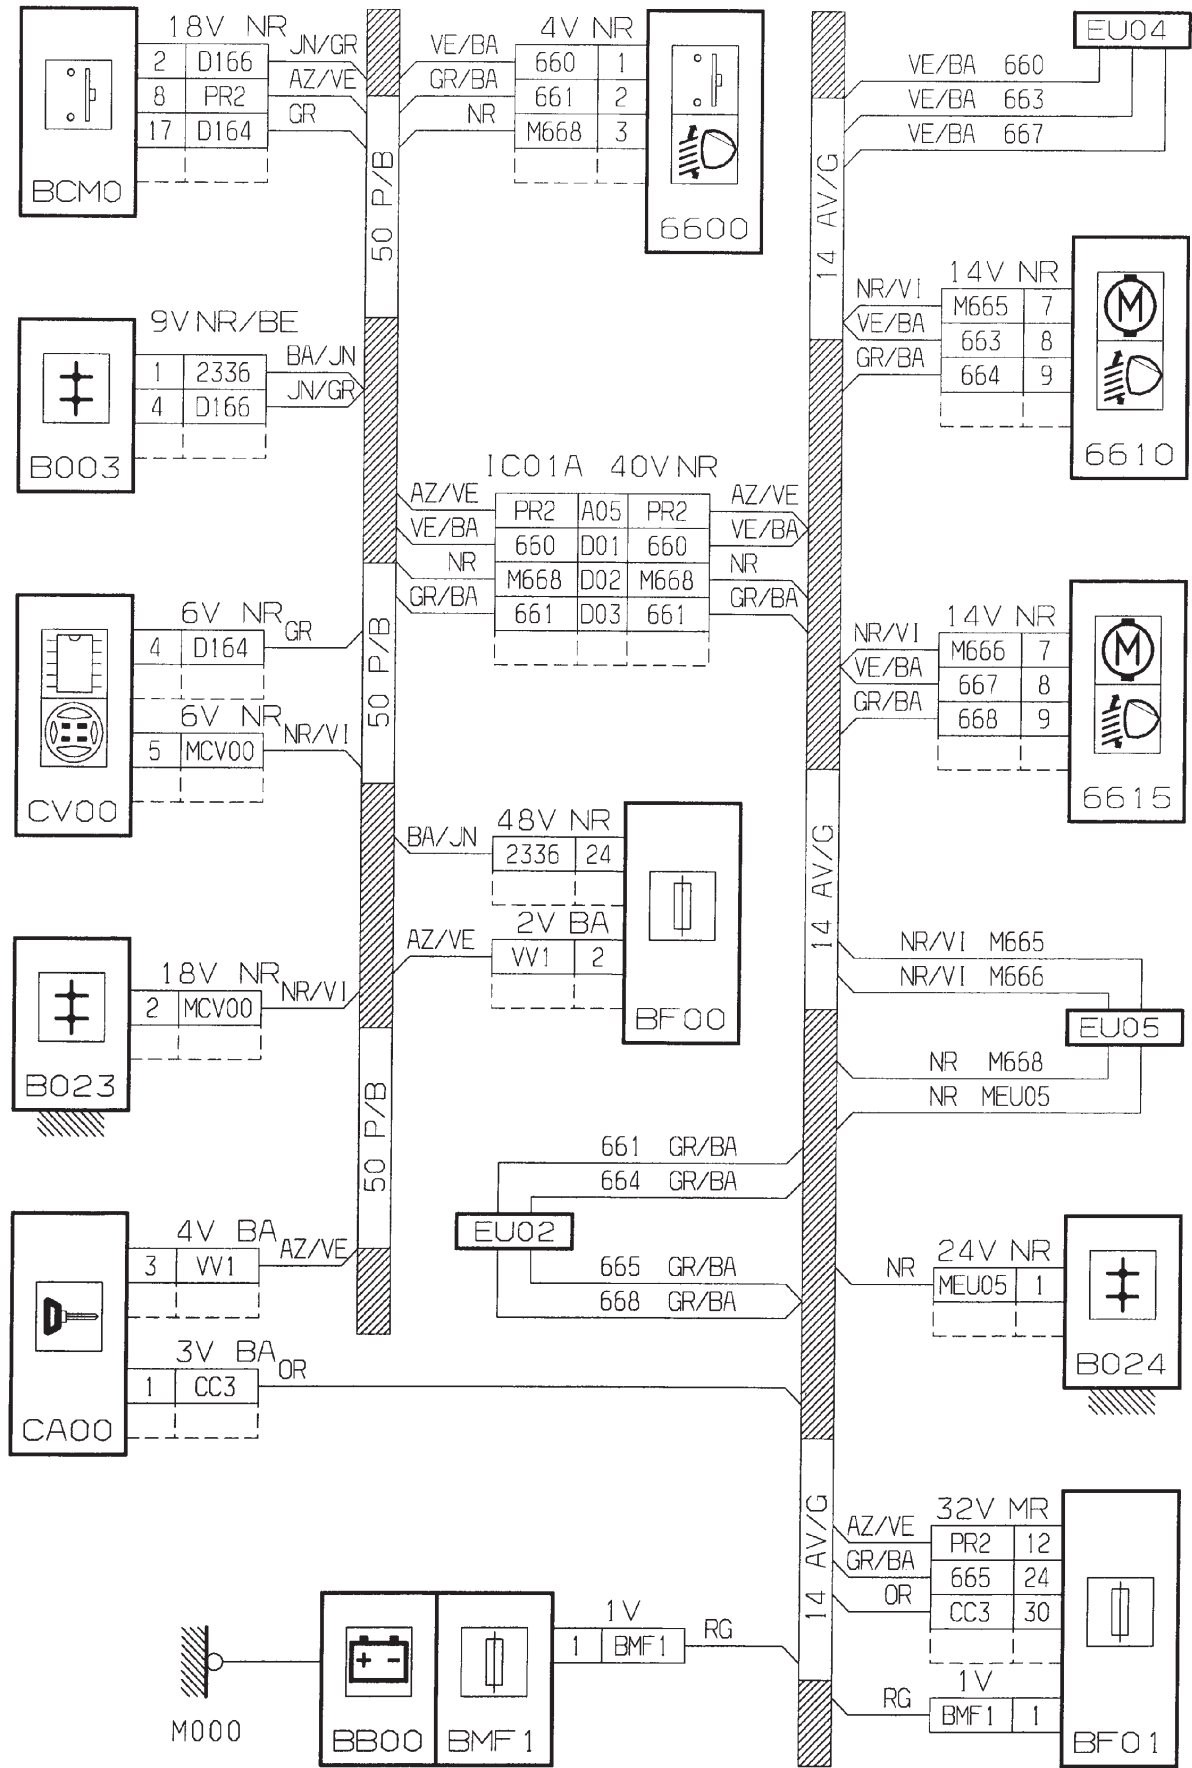 18V NR
2 D166 JN/GR
8 PR2 AZ/VE
17 D164 GR
BCM0
50 P/B
4V NR
VE/BA 660 1
GR/BA 661 2
NR M668 3
6600
14 AV/G
EU04
VE/BA 660
VE/BA 663
VE/BA 667
14V NR
NR/VI M665 7
VE/BA 663 8
GR/BA 664 9
M
6610
9V NR/BE
1 2336 BA/JN
4 D166 JN/GR
B003
IC01A 40V NR
AZ/VE PR2 A05 PR2 AZ/VE
VE/BA 660 D01 660 VE/BA
NR M668 D02 M668 NR
GR/BA 661 D03 661 GR/BA
6V NR
4 D164 GR
6V NR
5 MCV00 NR/VI
CV00
50 P/B
14V NR
NR/VI M666 7
VE/BA 667 8
GR/BA 668 9
M
6615
48V NR
BA/JN 2336 24
2V BA
AZ/VE VV1 2
BF00
14 AV/G
18V NR
2 MCV00 NR/VI
B023
NR/VI M665
NR/VI M666
EU05
NR M668
NR MEU05
50 P/B
661 GR/BA
664 GR/BA
EU02
665 GR/BA
668 GR/BA
4V BA
3 VV1 AZ/VE
3V BA
1 CC3 OR
CA00
24V NR
NR MEU05 1
B024
14 AV/G
32V MR
AZ/VE PR2 12
GR/BA 665 24
OR CC3 30
1V
RG BMF1 1
BF01
M000
+ -
BB00
BMF1
1V
1 BMF1 RG